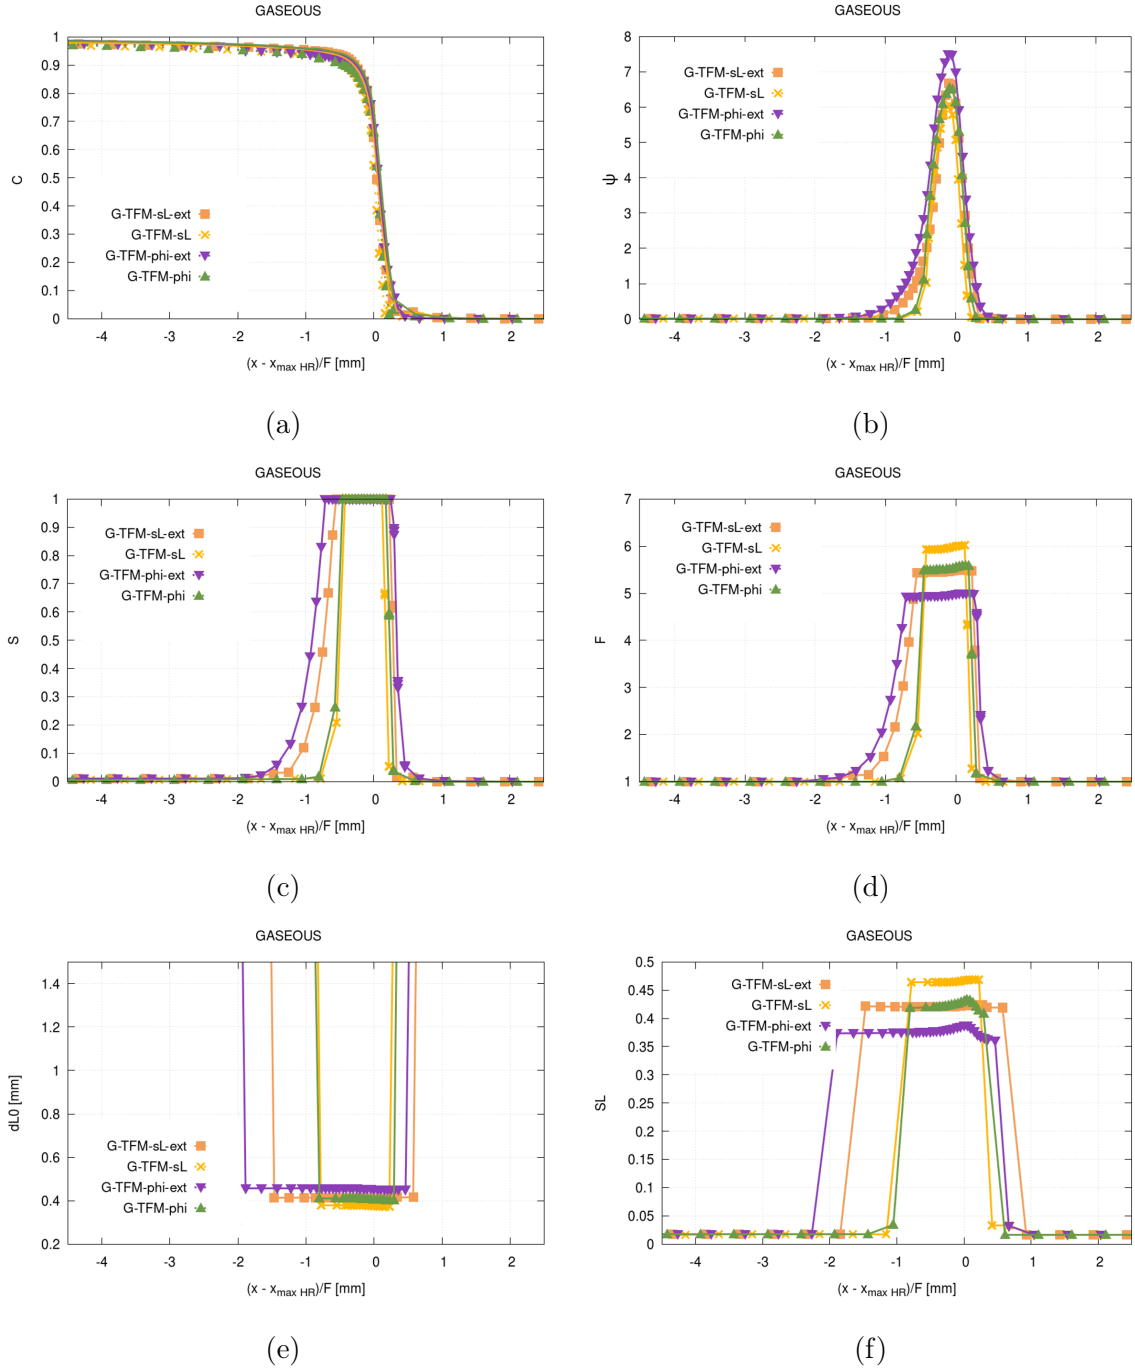 GASEOUS
C
1
0.9
0.8
0.7
0.6
0.5
0.4
0.3
0.2
0.1
0
G-TFM-sL-ext
G-TFM-sL
G-TFM-phi-ext
G-TFM-phi
-4 -3 -2 -1 0 1 2
(x - xmax HR)/F [mm]
(a)
GASEOUS
ψ
8
7
6
5
4
3
2
1
0
G-TFM-sL-ext
G-TFM-sL
G-TFM-phi-ext
G-TFM-phi
-4 -3 -2 -1 0 1 2
(x - xmax HR)/F [mm]
(b)
GASEOUS
S
1
0.9
0.8
0.7
0.6
0.5
0.4
0.3
0.2
0.1
0
G-TFM-sL-ext
G-TFM-sL
G-TFM-phi-ext
G-TFM-phi
-4 -3 -2 -1 0 1 2
(x - xmax HR)/F [mm]
(c)
GASEOUS
F
7
6
5
4
3
2
1
G-TFM-sL-ext
G-TFM-sL
G-TFM-phi-ext
G-TFM-phi
-4 -3 -2 -1 0 1 2
(x - xmax HR)/F [mm]
(d)
GASEOUS
dL0 [mm]
1.4
1.2
1
0.8
0.6
0.4
0.2
G-TFM-sL-ext
G-TFM-sL
G-TFM-phi-ext
G-TFM-phi
-4 -3 -2 -1 0 1 2
(x - xmax HR)/F [mm]
(e)
GASEOUS
SL
0.5
0.45
0.4
0.35
0.3
0.25
0.2
0.15
0.1
0.05
0
G-TFM-sL-ext
G-TFM-sL
G-TFM-phi-ext
G-TFM-phi
-4 -3 -2 -1 0 1 2
(x - xmax HR)/F [mm]
(f)